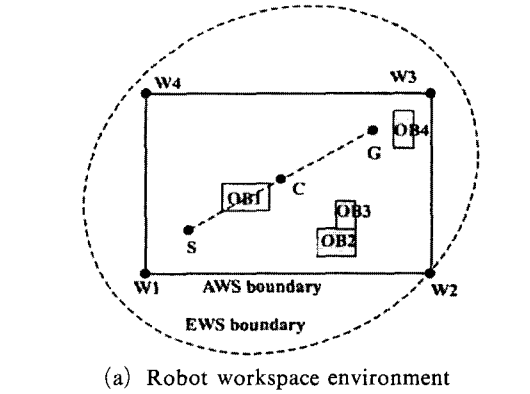 W4
W3
OB4
G
C
OB1
OB3
S
OB2
W1
AWS boundary
W2
EWS boundary
(a) Robot workspace environment